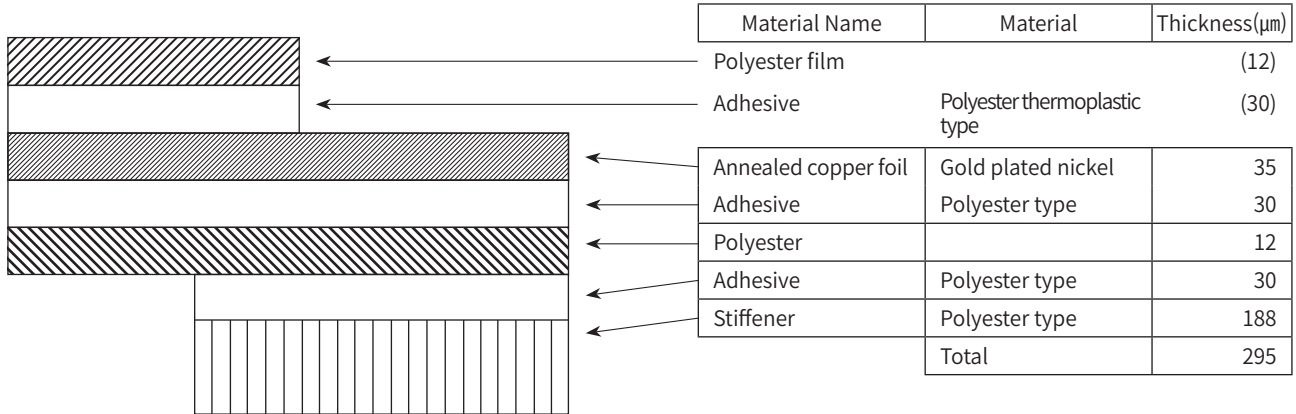 Material Name Material Thickness(μm)
Polyester film (12)
Adhesive Polyester thermoplastic type (30)
Annealed copper foil Gold plated nickel 35
Adhesive Polyester type 30
Polyester 12
Adhesive Polyester type 30
Stiffener Polyester type 188
Total 295